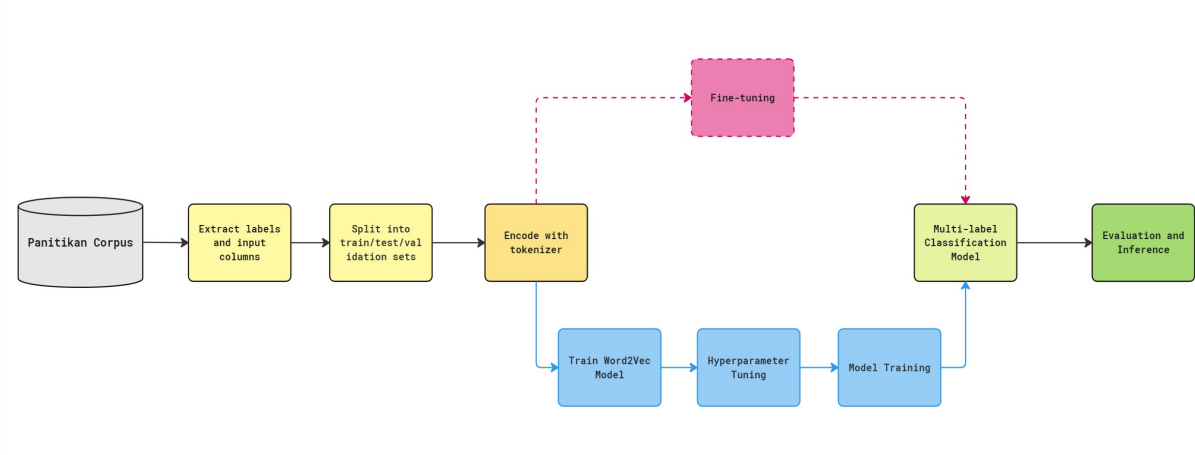 Fine-tuning
Panitikan Corpus
Extract labels
and input
columns
Split into
train/test/val
idation sets
Encode with
tokenizer
Multi-label
Classification
Model
Evaluation and
Inference
Train Word2Vec
Model
Hyperparameter
Tuning
Model Training